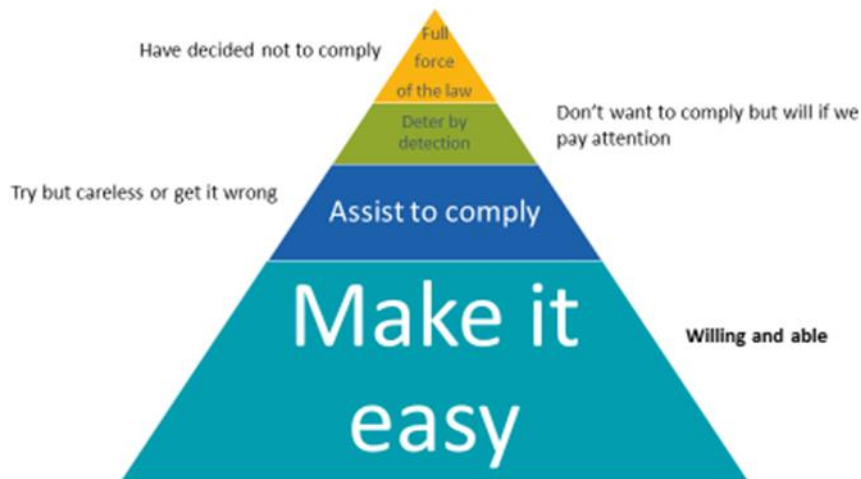 Full
Have decided not to comply
force
of the law
Don't want to comply but will if we
pay attention
Deter by
detection
Try but careless or get it wrong
Assist to comply
Make it
easy
Willing and able